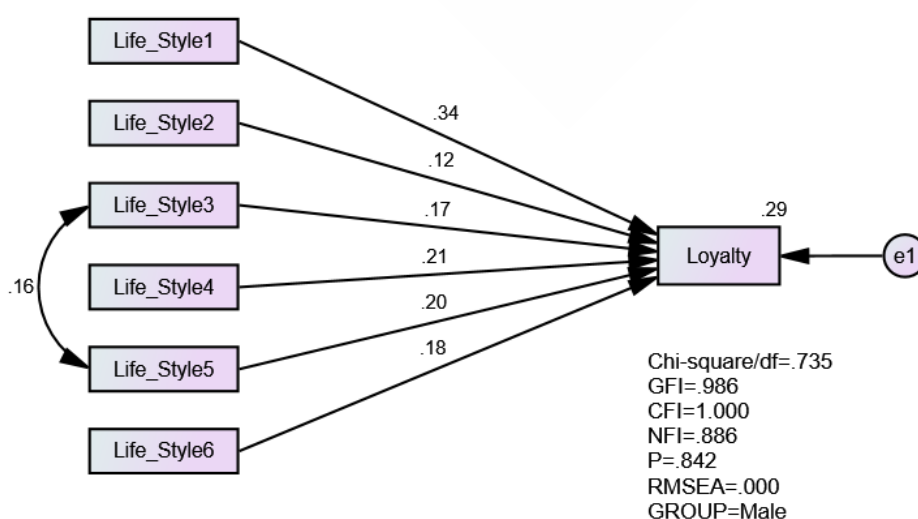 Life_Style1
.34
Life_Style2
.12
Life_Style3
.17
.29
Loyalty
e1
.16
Life_Style4
.21
.20
Life_Style5
.18
Life_Style6
Chi-square/df=.735
GFI=.986
CFI=1.000
NFI=.886
P=.842
RMSEA=.000
GROUP=Male